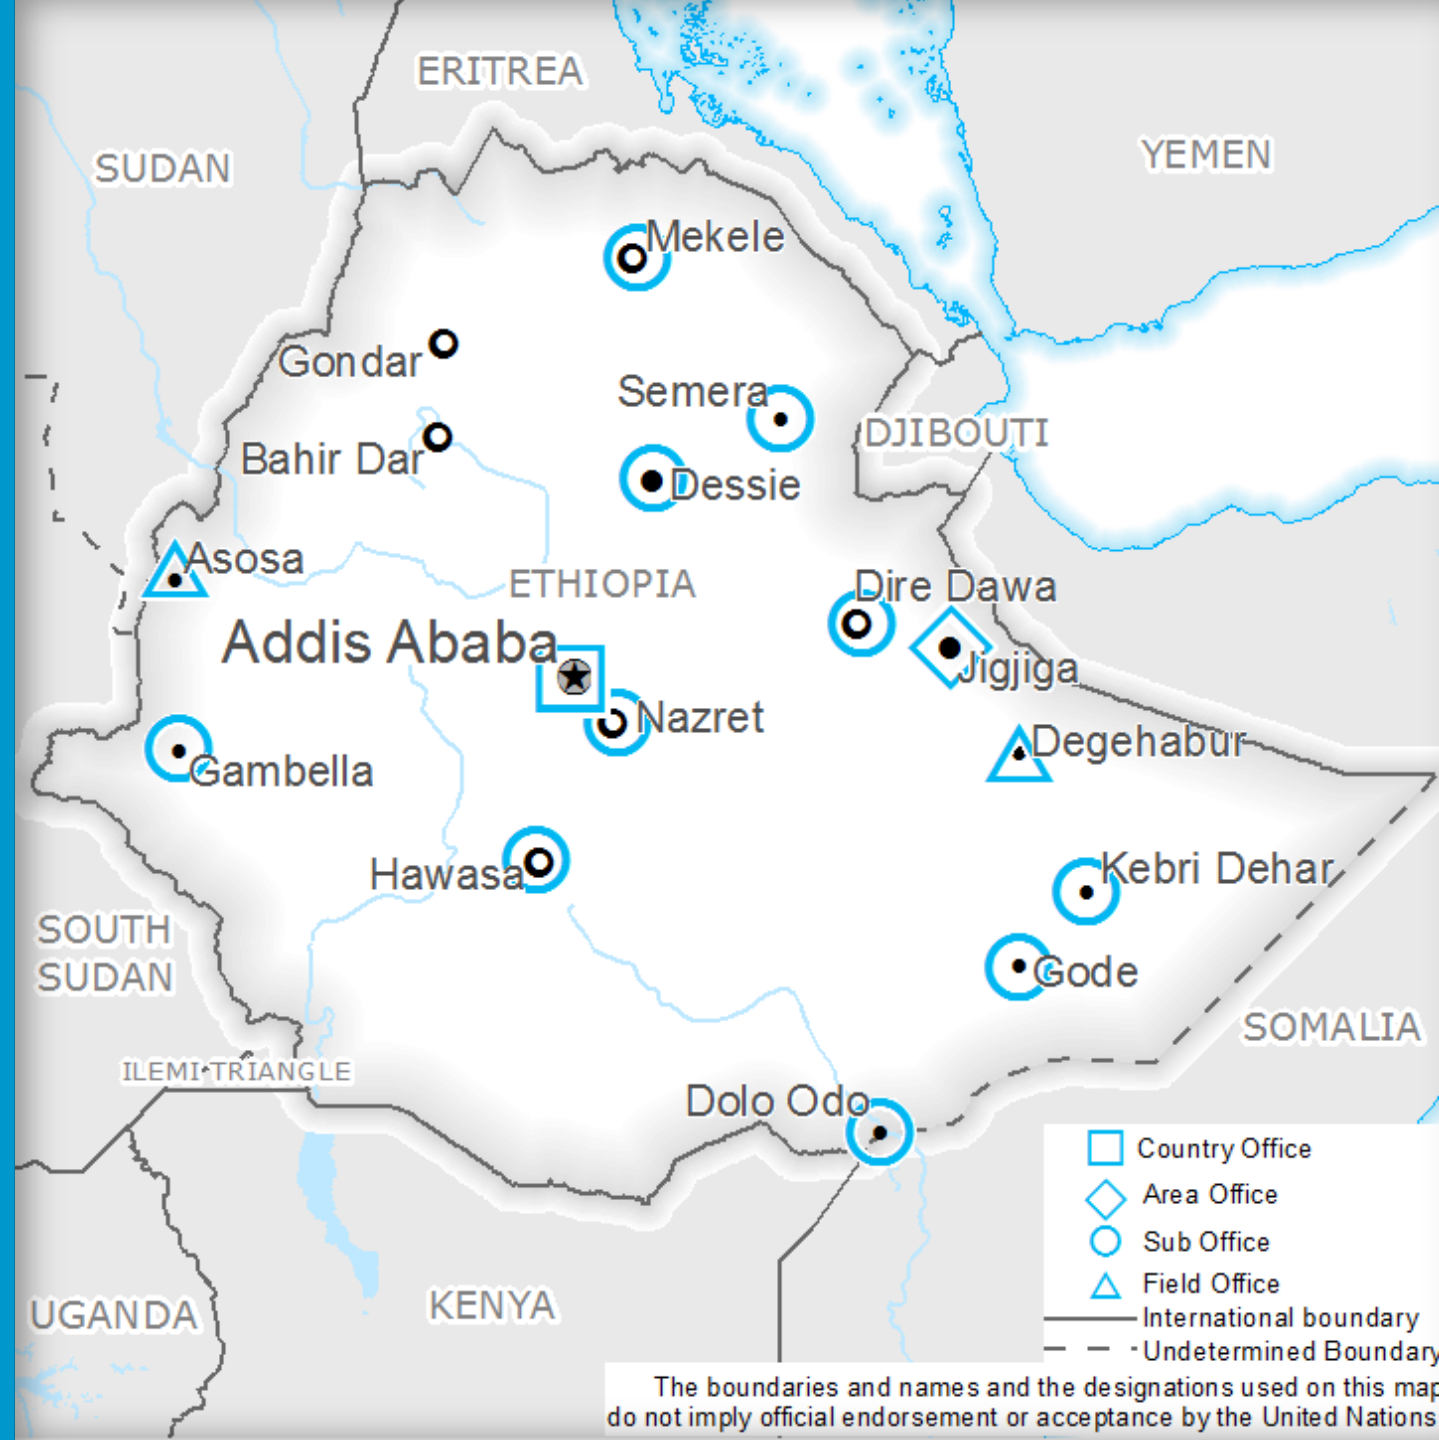 ERITREA
SUDAN
YEMEN
Mekele
Gondar
Semera
DJIBOUTI
Bahir Dar
Dessie
Asosa
ETHIOPIA
Dire Dawa
Addis Ababa
Jigjiga
Nazret
Degehabur
Gambella
Hawasa
Kebri Dehar
SOUTH
SUDAN
Gode
SOMALIA
ILEMI TRIANGLE
Dolo Odo
Country Office
Area Office
Sub Office
Field Office
UGANDA
KENYA
International boundary
Undetermined Boundary
The boundaries and names and the designations used on this map
do not imply official endorsement or acceptance by the United Nations